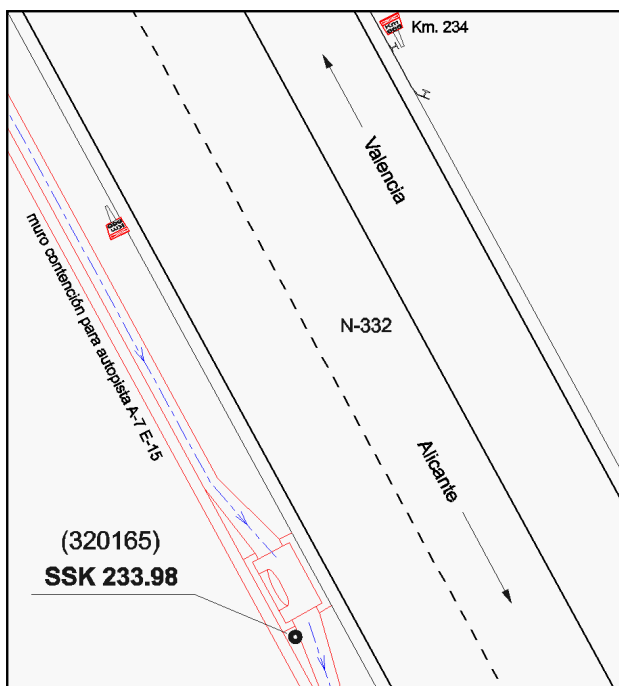 Km. 234
Valencia
muro contención para autopista A-7 E-15
N-332
Alicante
(320165)
SSK 233.98